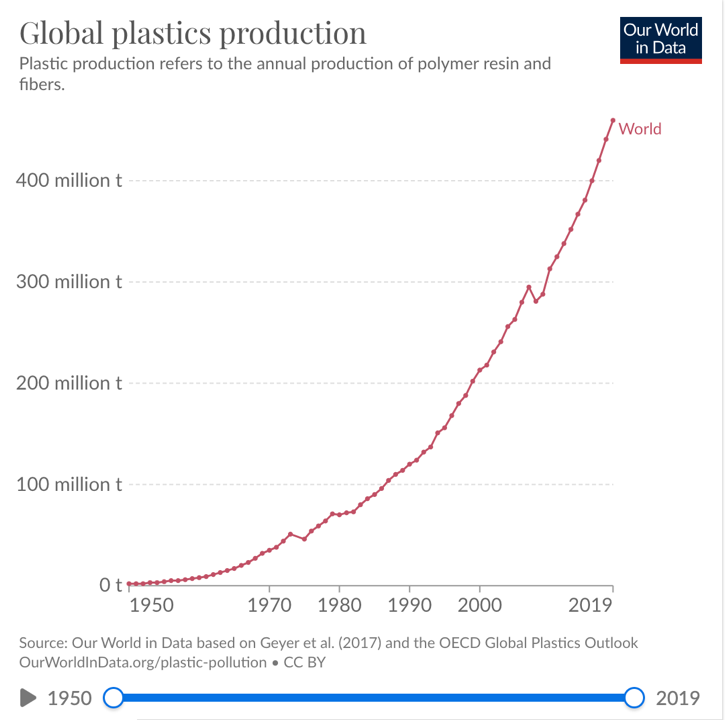 Global plastics production
Our World
in Data
Plastic production refers to the annual production of polymer resin and
fibers.
World
400 million t
300 million t
200 million t
100 million t
0 t
1950 1970 1980 1990 2000 2019
Source: Our World in Data based on Geyer et al. (2017) and the OECD Global Plastics Outlook
OurWorldInData.org/plastic-pollution • CC BY
1950 2019